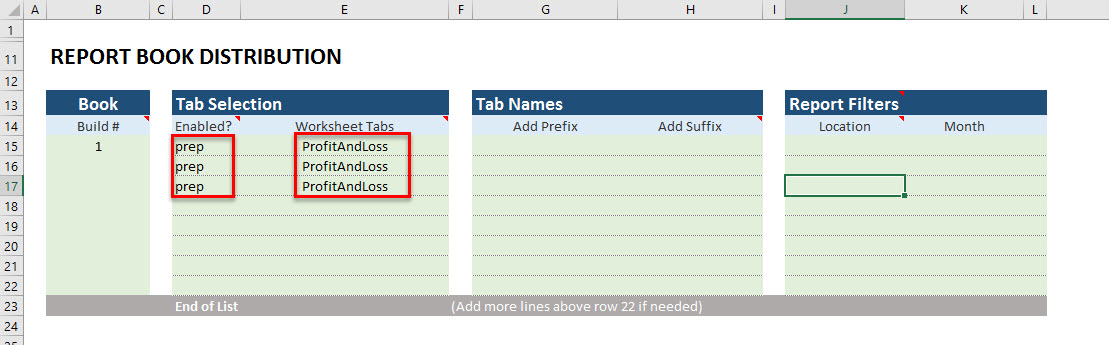 A B C D E F G H I J K L
1
11 REPORT BOOK DISTRIBUTION
12
13 Book Tab Selection Tab Names Report Filters
14 Build # Enabled? Worksheet Tabs Add Prefix Add Suffix Location Month
15 1 prep ProfitAndLoss
16 prep ProfitAndLoss
17 prep ProfitAndLoss
18
19
20
21
22
23 End of List (Add more lines above row 22 if needed)
24